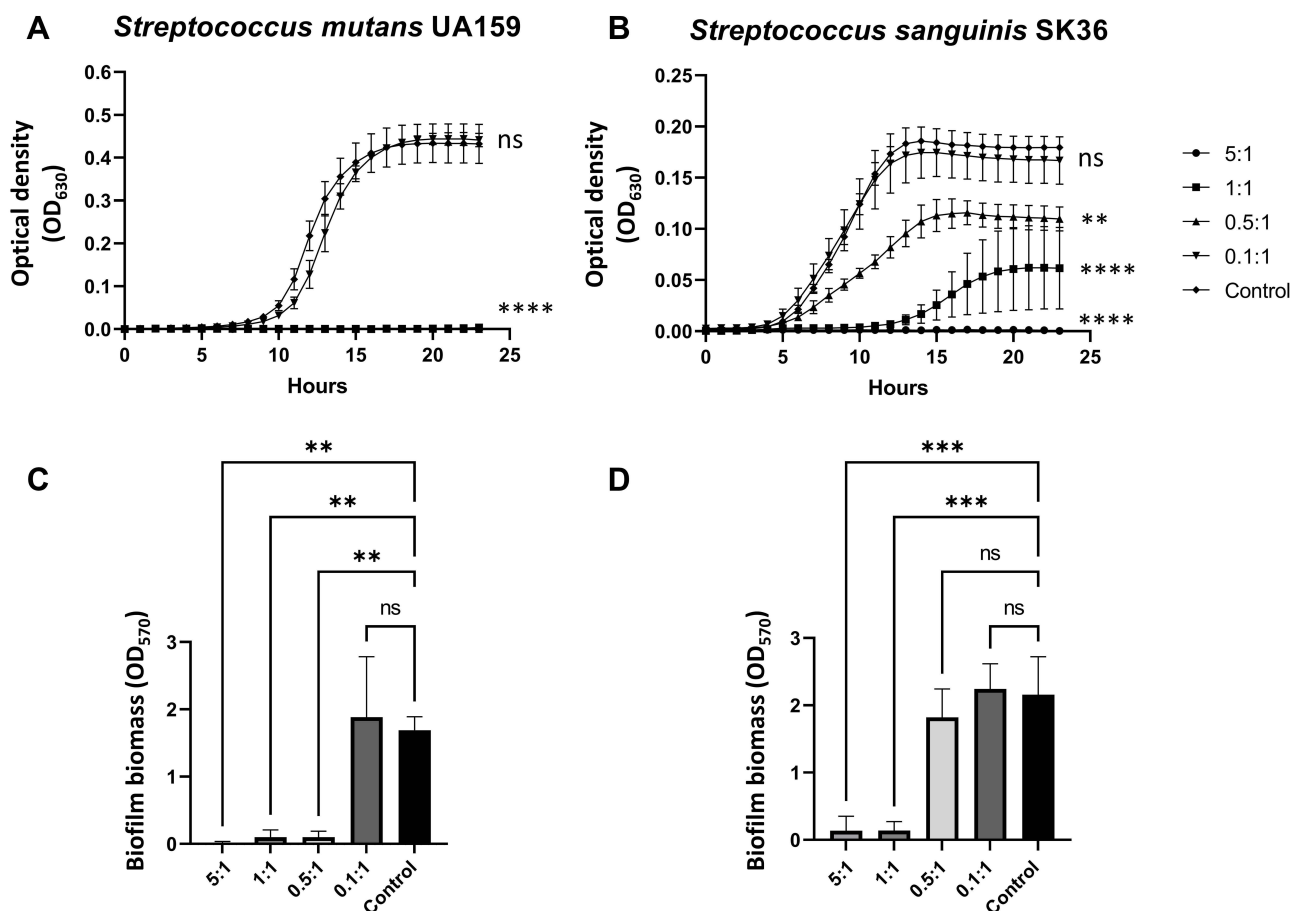 A
Streptococcus mutans UA159
B
Streptococcus sanguinis SK36
0.6
0.5
0.4
0.3
0.2
0.1
0.0
Optical density
(OD630)
0 5 10 15 20 25
Hours
ns
****
0.25
0.20
0.15
0.10
0.05
0.00
Optical density
(OD630)
0 5 10 15 20 25
Hours
ns
**
****
****
5:1
1:1
0.5:1
0.1:1
Control
C
**
**
**
ns
3
2
1
0
Biofilm biomass (OD570)
5:1 1:1 0.5:1 0.1:1 Control
D
***
***
ns
ns
3
2
1
0
Biofilm biomass (OD570)
5:1 1:1 0.5:1 0.1:1 Control